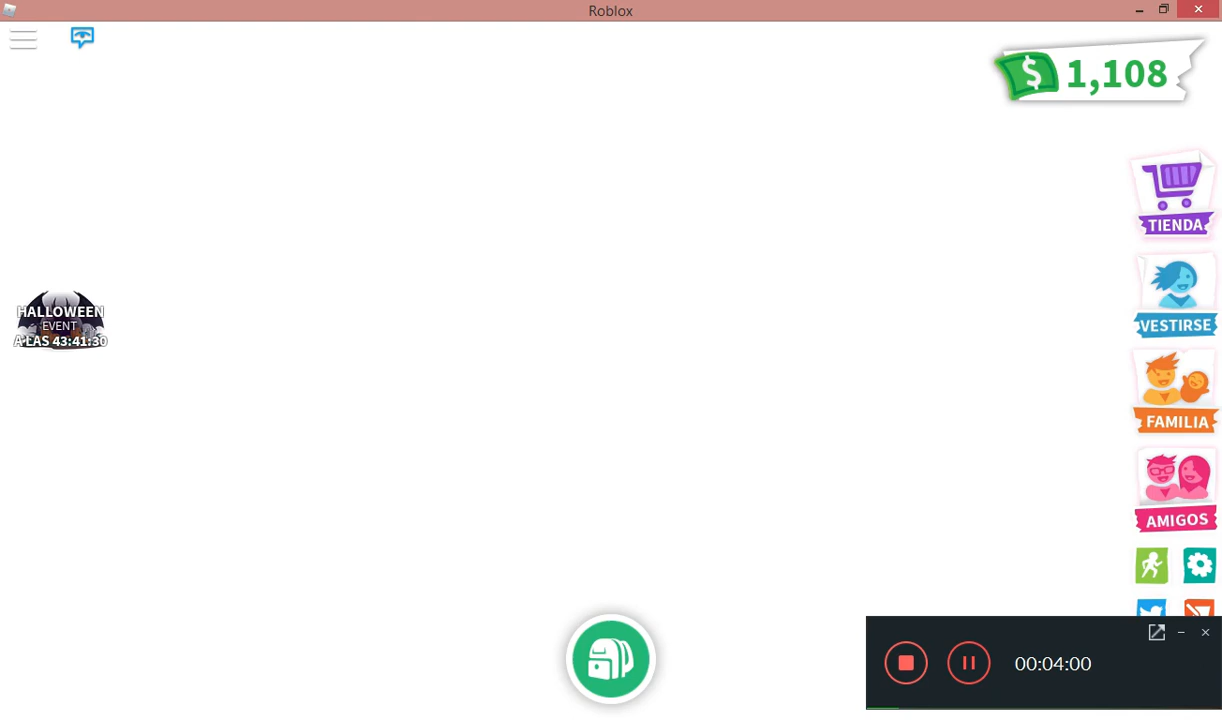 Roblox
$ 1,108
TIENDA
VESTIRSE
HALLOWEEN
EVENT
A LAS 43:41:30
FAMILIA
AMIGOS
00:04:00